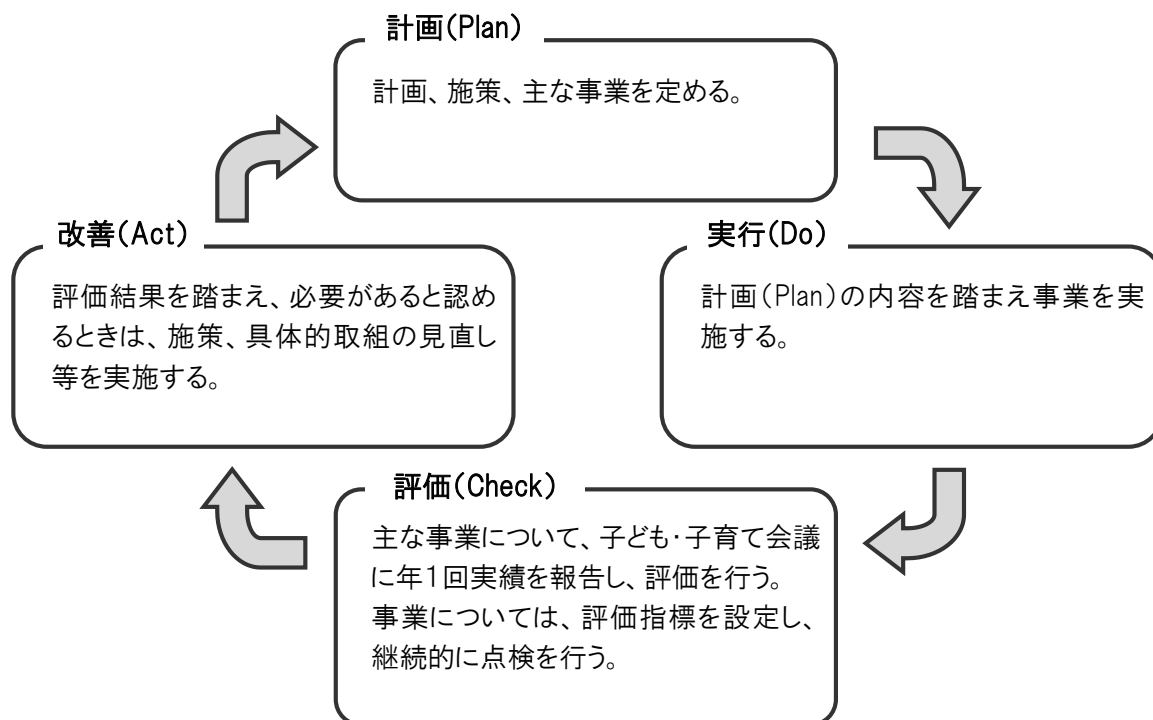 計画(Plan)
計画、施策、主な事業を定める。
改善(Act)
評価結果を踏まえ、必要があると認め
るときは、施策、具体的取組の見直し
等を実施する。
実行(Do)
計画(Plan)の内容を踏まえ事業を実
施する。
評価(Check)
主な事業について、子ども・子育て会議
に年1回実績を報告し、評価を行う。
事業については、評価指標を設定し、
継続的に点検を行う。